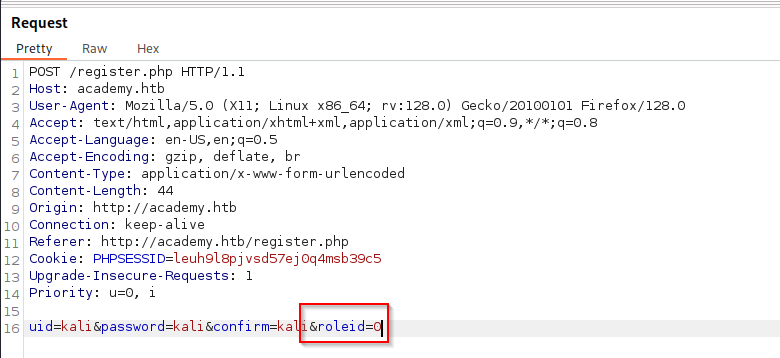 Request
Pretty Raw Hex
1 POST /register.php HTTP/1.1
2 Host: academy.htb
3 User-Agent: Mozilla/5.0 (X11; Linux x86_64; rv:128.0) Gecko/20100101 Firefox/128.0
4 Accept: text/html,application/xhtml+xml,application/xml;q=0.9,*/*;q=0.8
5 Accept-Language: en-US,en;q=0.5
6 Accept-Encoding: gzip, deflate, br
7 Content-Type: application/x-www-form-urlencoded
8 Content-Length: 44
9 Origin: http://academy.htb
10 Connection: keep-alive
11 Referer: http://academy.htb/register.php
12 Cookie: PHPSESSID=leuh9l8pjvsd57ej0q4msb39c5
13 Upgrade-Insecure-Requests: 1
14 Priority: u=0, i
15
16 uid=kali&password=kali&confirm=kali&roleid=0